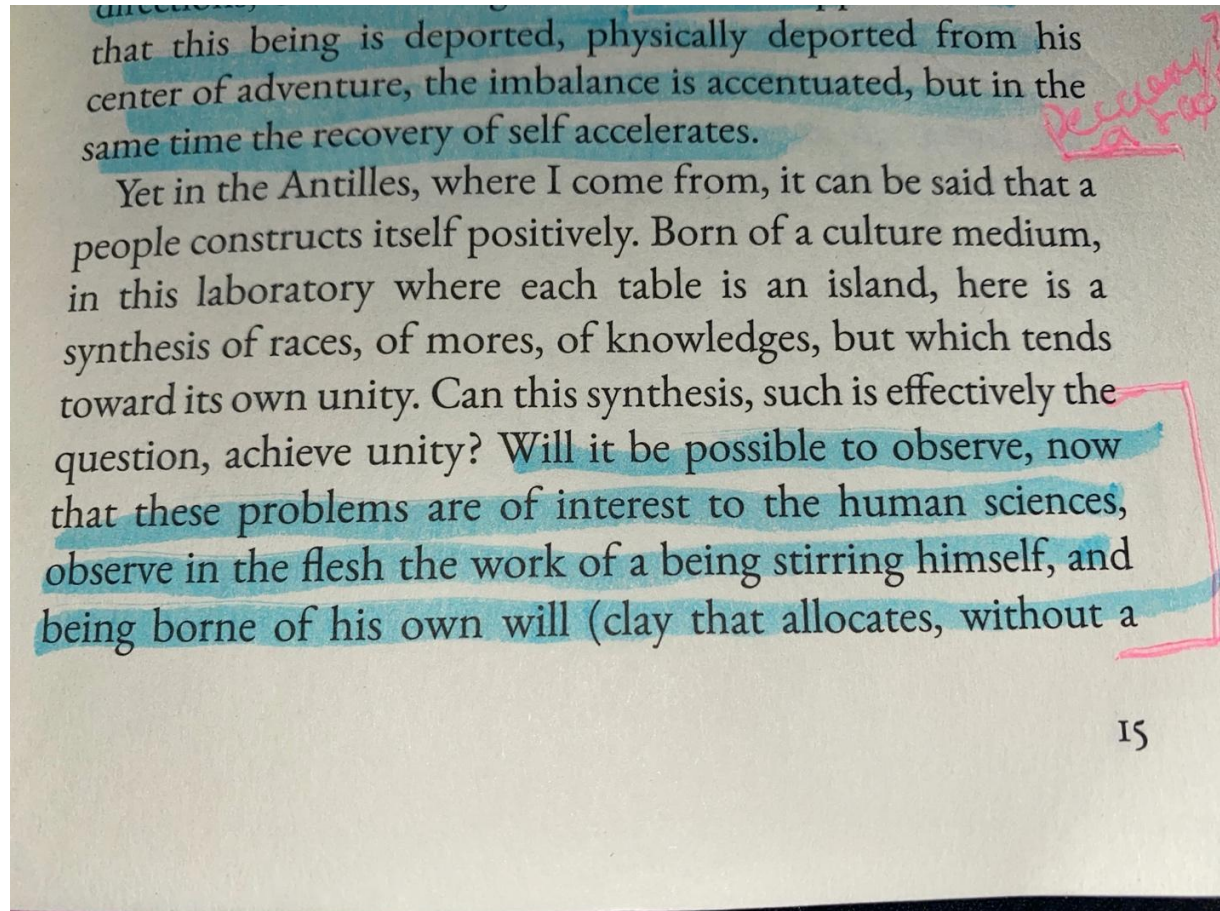 that this being is deported, physically deported from his
center of adventure, the imbalance is accentuated, but in the
same time the recovery of self accelerates.
Yet in the Antilles, where I come from, it can be said that a
people constructs itself positively. Born of a culture medium,
in this laboratory where each table is an island, here is a
synthesis of races, of mores, of knowledges, but which tends
toward its own unity. Can this synthesis, such is effectively the
question, achieve unity? Will it be possible to observe, now
that these problems are of interest to the human sciences,
observe in the flesh the work of a being stirring himself, and
being borne of his own will (clay that allocates, without a
15